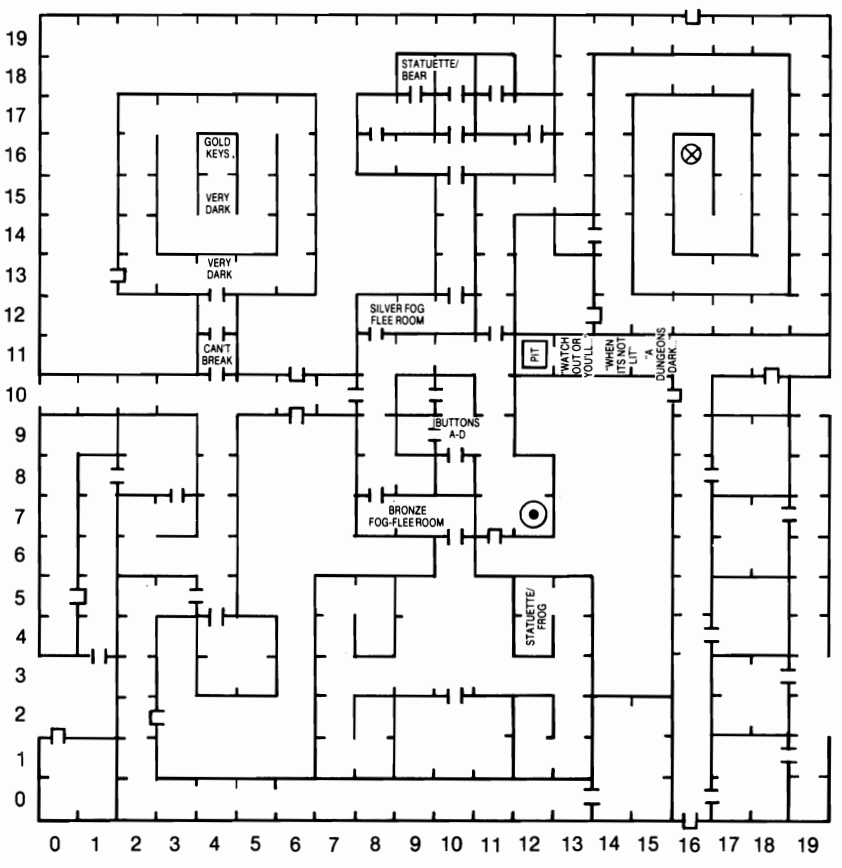 19
STATUETTE/
BEAR
18
17
GOLD
KEYS.
16
VERY
DARK
15
14
VERY
DARK
13
SILVER FOG
FLEE ROOM
12
CAN'T
BREAK
PIT
"WATCH
OUT OR
YOU'LL..."
"WHEN
ITS NOT
LIT"
"A
DUNGEONS
DARK...
11
10
BUTTONS
A-D
9
8
BRONZE
FOG-FLEE ROOM
7
6
STATUETTE/
FROG
5
4
3
2
1
0
0 1 2 3 4 5 6 7 8 9 10 11 12 13 14 15 16 17 18 19